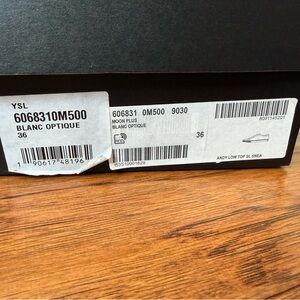 YSL
6068310M500
BLANC OPTIQUE
36
606831 0M500 9030
MOON PLUS
BLANC OPTIQUE
36
ANDY LOW TOP SL SNEA